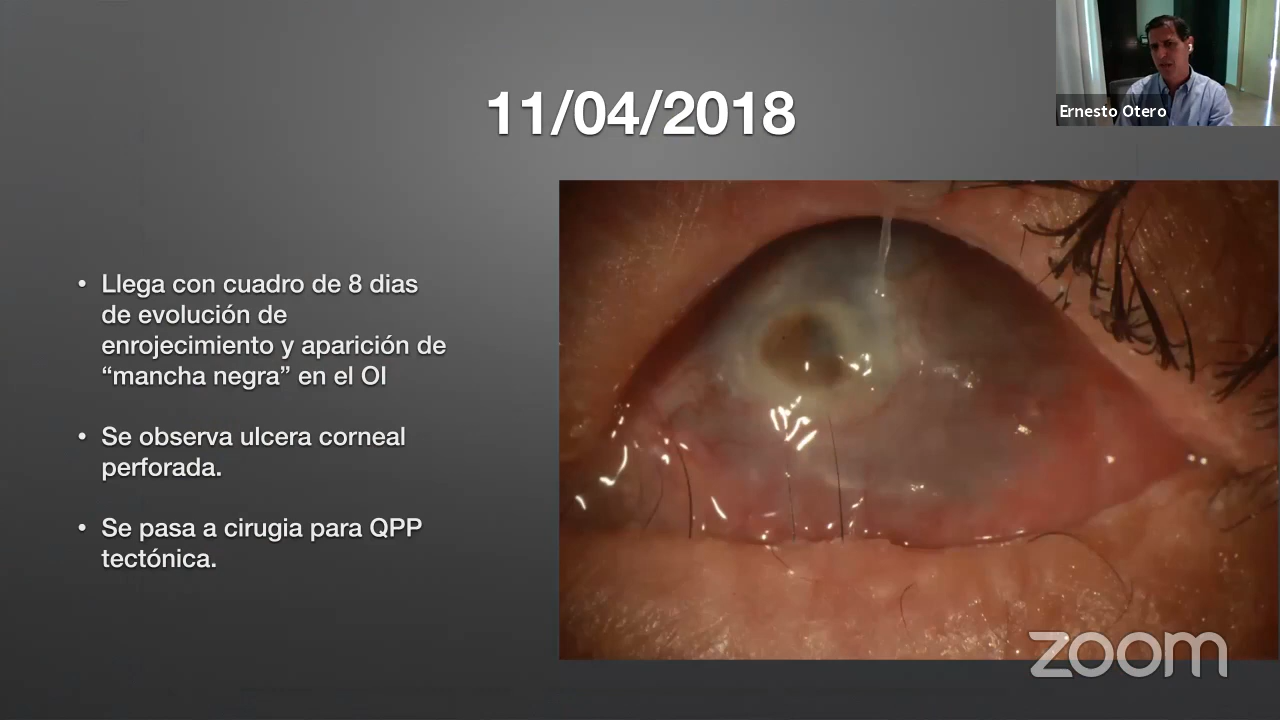 11/04/2018
Ernesto Otero
• Llega con cuadro de 8 dias
de evolución de
enrojecimiento y aparición de
“mancha negra” en el OI
• Se observa ulcera corneal
perforada.
• Se pasa a cirugia para QPP
tectónica.
zoom